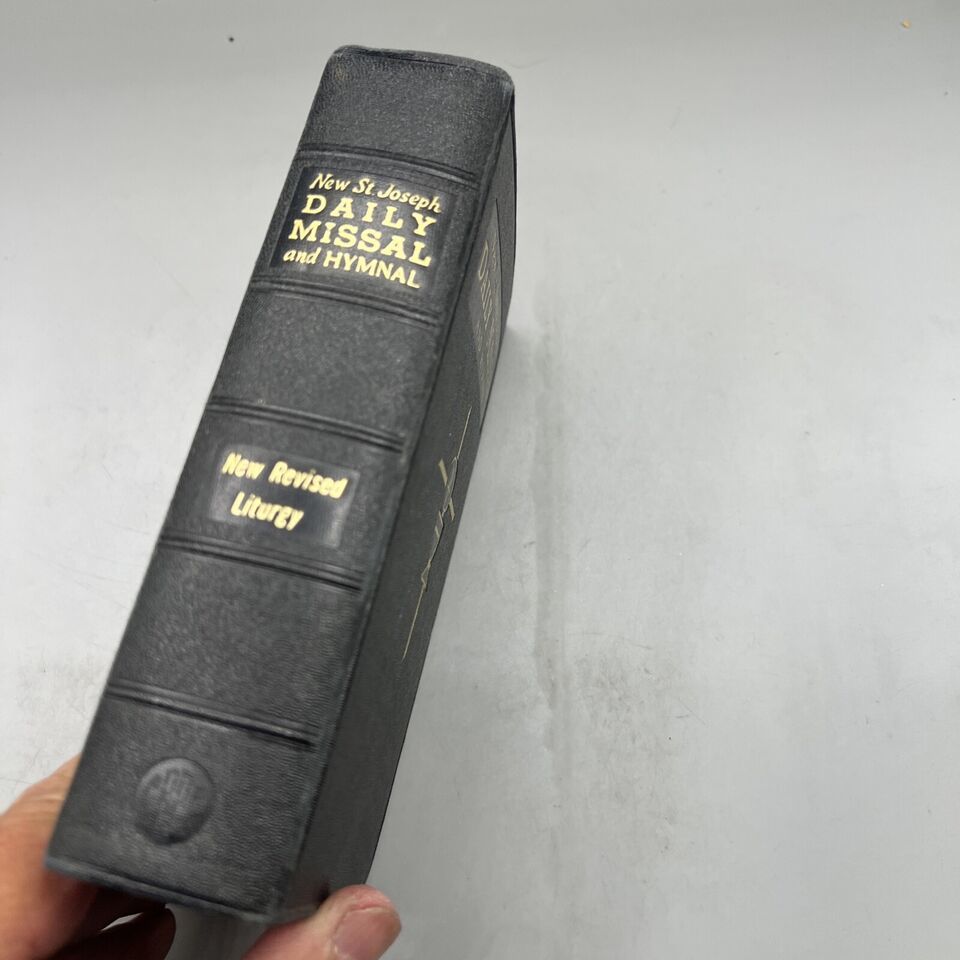 New St. Joseph
DAILY
MISSAL
and HYMNAL
New Revised
Liturgy